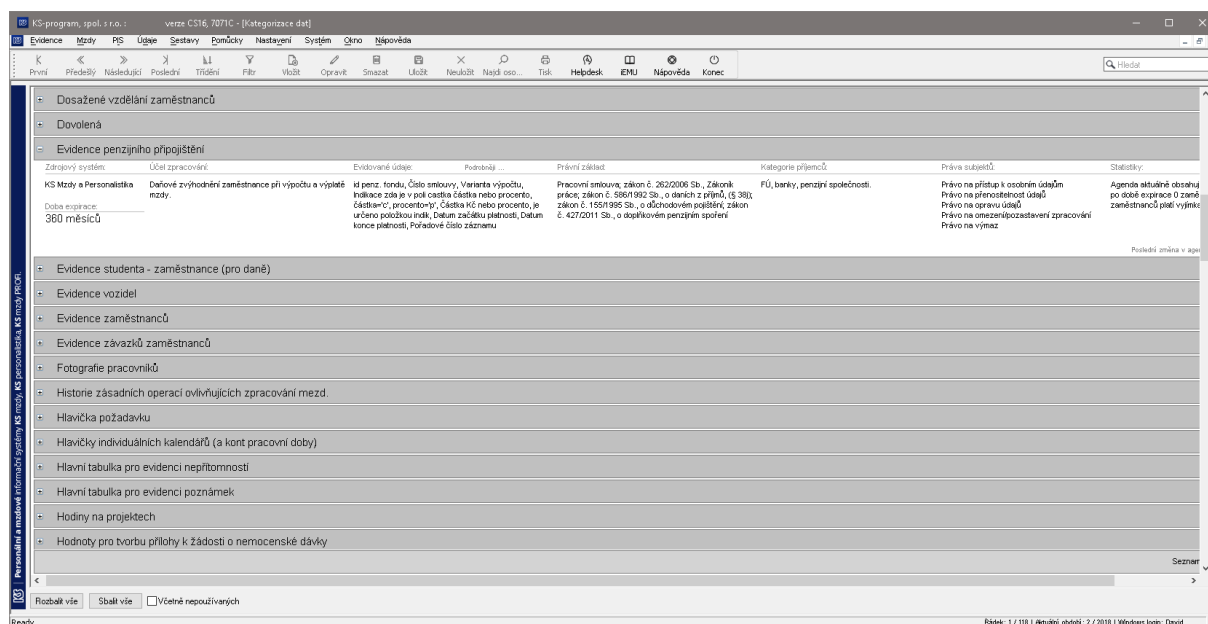 KS-program, spol. s r.o. : verze CS16, 7071C - [Kategorizace dat]
Evidence Mzdy PIS Údaje Sestavy Pomůcky Nastavení Systém Okno Nápověda
První Předešlý Následující Poslední Třídění Filtr Vložit Opravit Smazat Uložit Neuložit Najdi oso... Tisk Helpdesk iEMU Nápověda Konec
Hledat
Dosažené vzdělání zaměstnanců
Dovolená
Evidence penzijního připojištění
Zdrojový systém: Účel zpracování: Evidované údaje: Podrobněji ... Právní základ: Kategorie příjemců: Práva subjektů: Statistiky:
KS Mzdy a Personalistika
Doba expirace:
360 měsíců
Daňové zvýhodnění zaměstnance při výpočtu a výplatě
mzdy.
id penz. fondu, Číslo smlouvy, Varianta výpočtu,
Indikace zda je v poli castka částka nebo procento,
částka='c', procento='p', Částka Kč nebo procento, je
určeno položkou indik, Datum začátku platnosti, Datum
konce platnosti, Pořadové číslo záznamu
Pracovní smlouva; zákon č. 262/2006 Sb., Zákoník
práce; zákon č. 586/1992 Sb., o daních z příjmů, (§ 38j);
zákon č. 155/1995 Sb., o důchodovém pojištění; zákon
č. 427/2011 Sb., o doplňkovém penzijním spoření
FÚ, banky, penzijní společnosti.
Právo na přístup k osobním údajům
Právo na přenositelnost údajů
Právo na opravu údajů
Právo na omezení/pozastavení zpracování
Právo na výmaz
Agenda aktuálně obsahuj
po době expirace 0 zamě
zaměstnanců platí výjimka
Poslední změna v agen
Evidence studenta - zaměstnance (pro daně)
Evidence vozidel
Evidence zaměstnanců
Evidence závazků zaměstnanců
Fotografie pracovníků
Historie zásadních operací ovlivňujících zpracování mezd.
Hlavička požadavku
Hlavičky individuálních kalendářů (a kont pracovní doby)
Hlavní tabulka pro evidenci nepřítomností
Hlavní tabulka pro evidenci poznámek
Hodiny na projektech
Hodnoty pro tvorbu přílohy k žádosti o nemocenské dávky
Seznam
Personální a mzdové informační systémy KS mzdy, KS personalistika, KS mzdy PROFI.
Rozbalit vše Sbalit vše Včetně nepoužívaných
Ready Řádek: 1 / 118 | Aktuální období : 2 / 2018 | Windows login: David